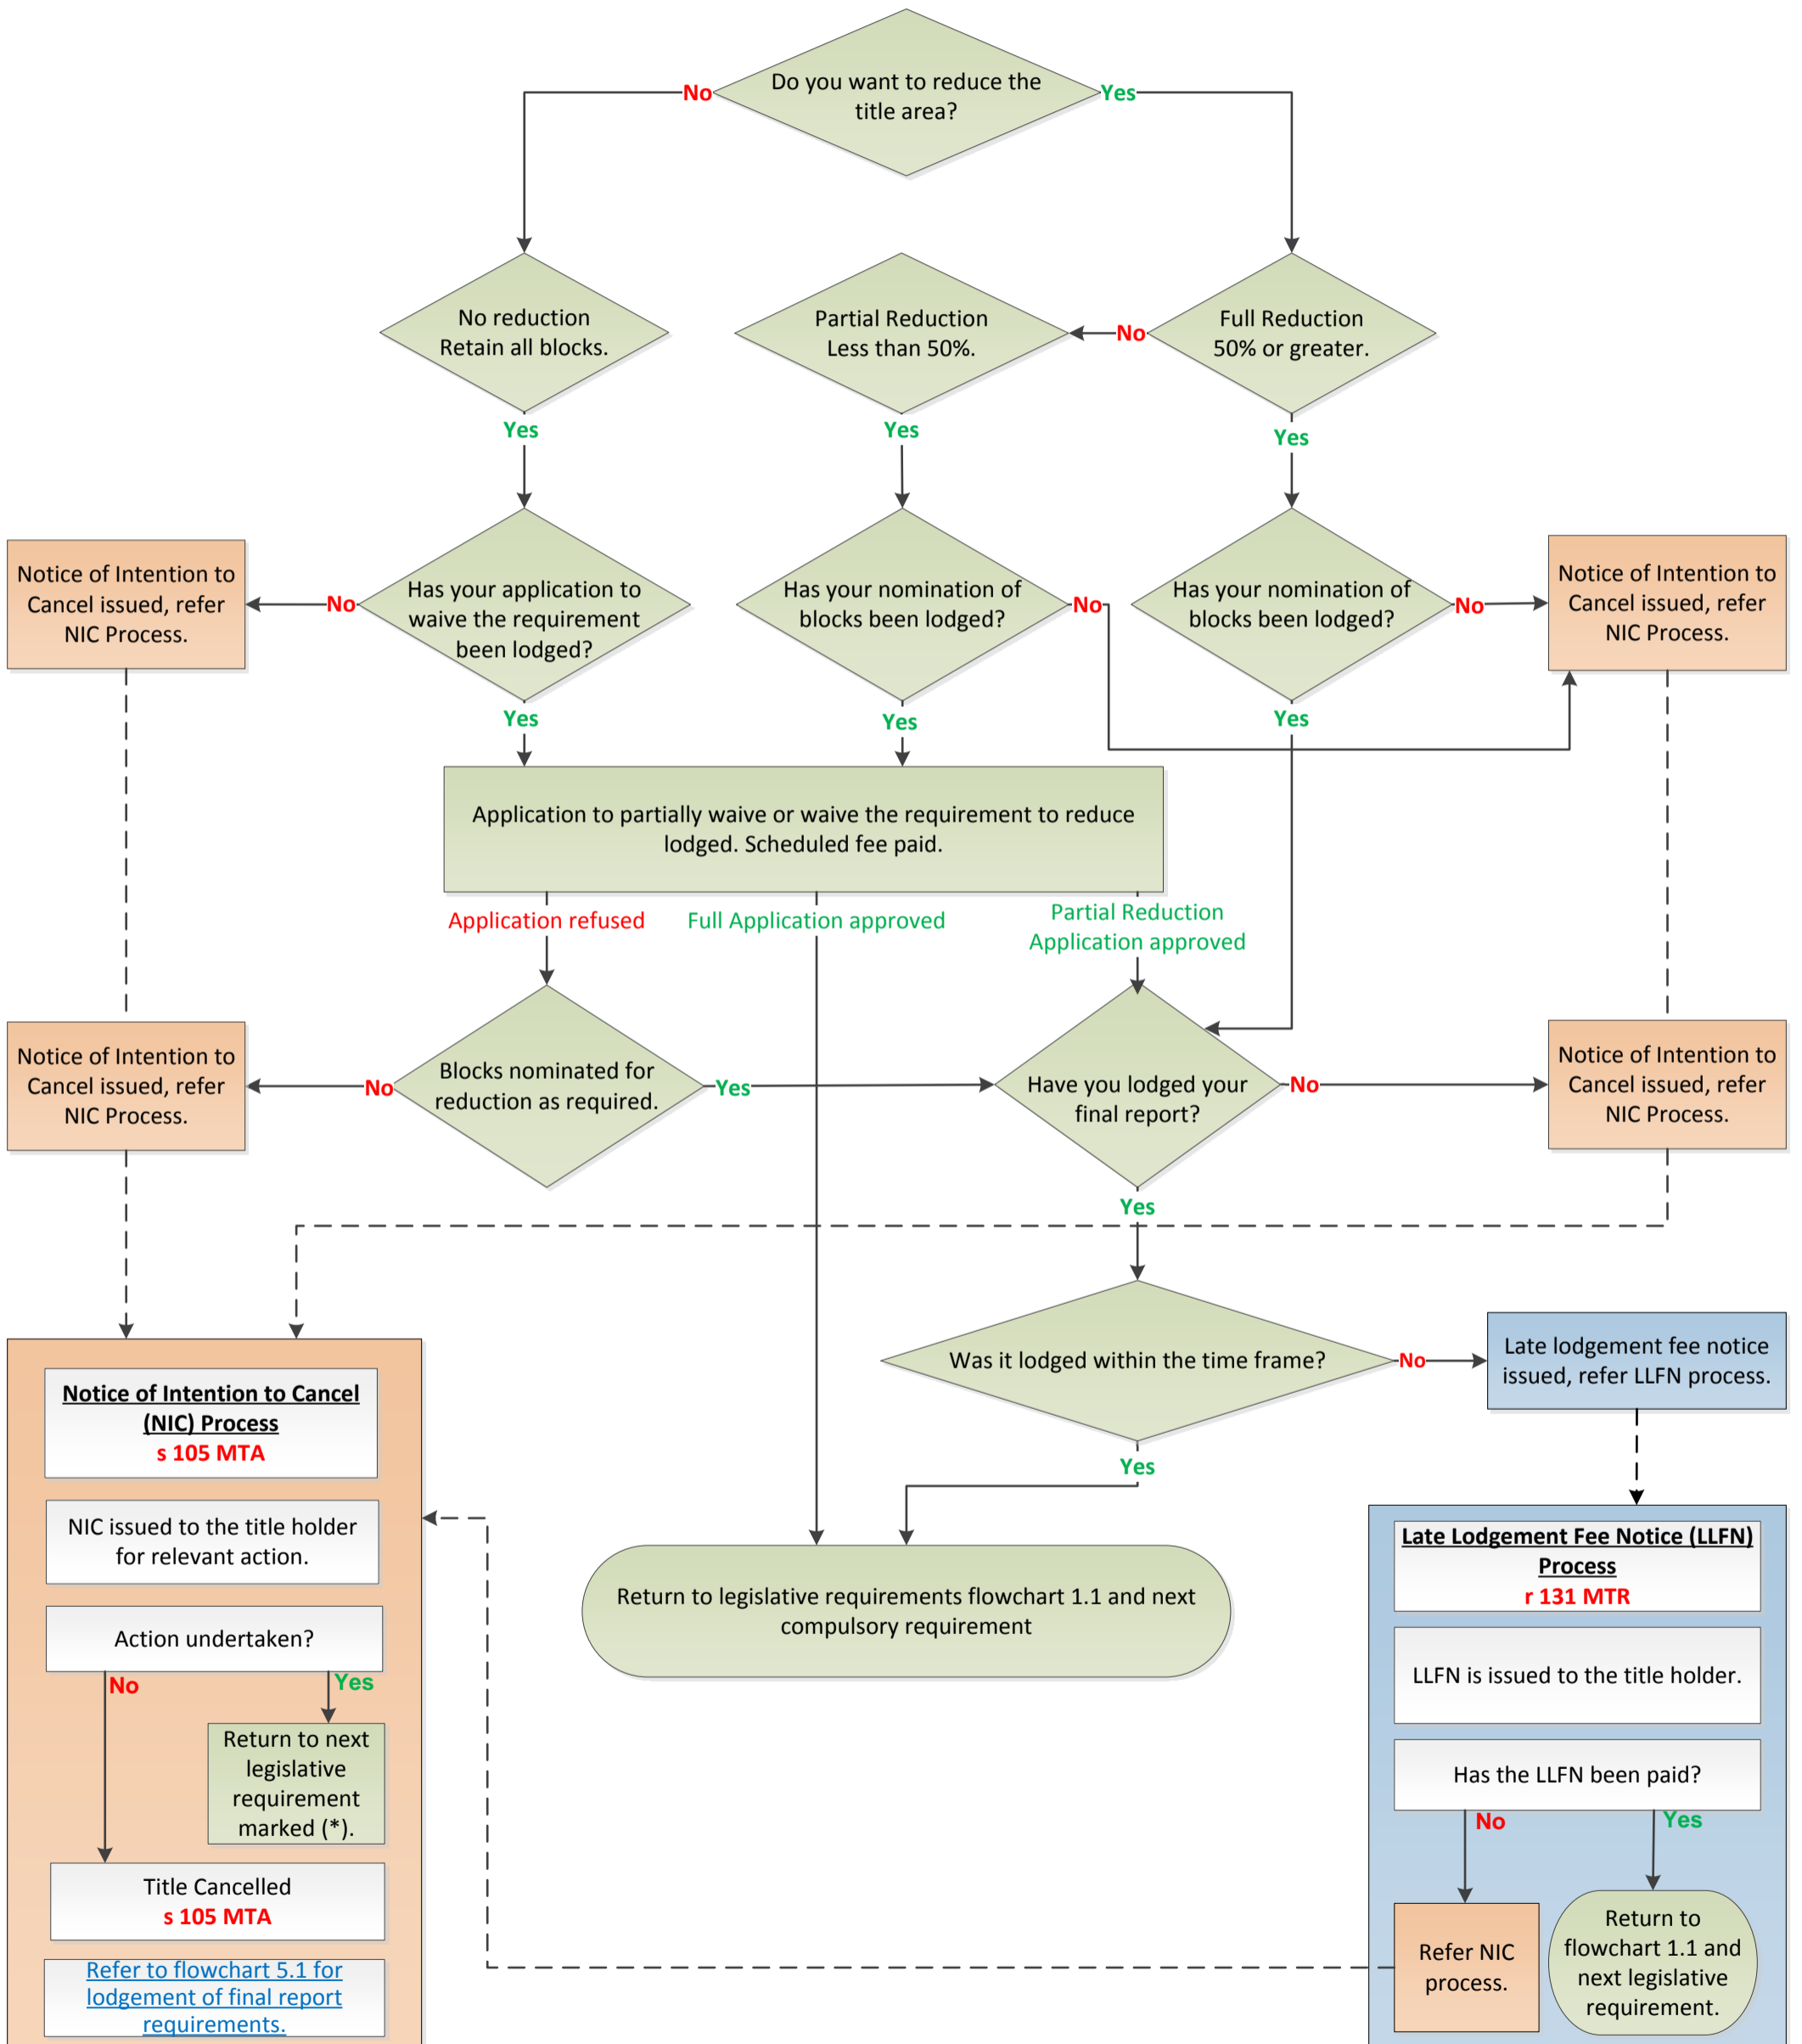 Do you want to reduce the
title area?
No
Yes
No reduction
Retain all blocks.
Partial Reduction
Less than 50%.
No
Full Reduction
50% or greater.
Yes
Yes
Yes
Notice of Intention to
Cancel issued, refer
NIC Process.
No
Has your application to
waive the requirement
been lodged?
Has your nomination of
blocks been lodged?
No
Has your nomination of
blocks been lodged?
No
Notice of Intention to
Cancel issued, refer
NIC Process.
Yes
Yes
Yes
Application to partially waive or waive the requirement to reduce
lodged. Scheduled fee paid.
Application refused
Full Application approved
Partial Reduction
Application approved
Notice of Intention to
Cancel issued, refer
NIC Process.
No
Blocks nominated for
reduction as required.
Yes
Have you lodged your
final report?
No
Notice of Intention to
Cancel issued, refer
NIC Process.
Yes
Was it lodged within the time frame?
No
Late lodgement fee notice
issued, refer LLFN process.
Yes
Notice of Intention to Cancel
(NIC) Process
s 105 MTA
NIC issued to the title holder
for relevant action.
Action undertaken?
No
Yes
Return to next
legislative
requirement
marked (*).
Title Cancelled
s 105 MTA
Refer to flowchart 5.1 for
lodgement of final report
requirements.
Return to legislative requirements flowchart 1.1 and next
compulsory requirement
Late Lodgement Fee Notice (LLFN)
Process
r 131 MTR
LLFN is issued to the title holder.
Has the LLFN been paid?
No
Yes
Refer NIC
process.
Return to
flowchart 1.1 and
next legislative
requirement.